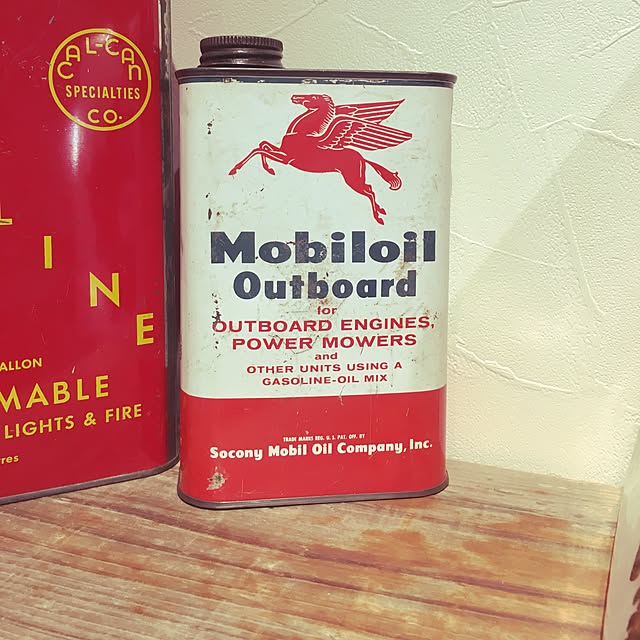 CAL-CAN
SPECIALTIES
CO.
L
I
N
E
ALLON
MABLE
LIGHTS & FIRE
res
Mobiloil
Outboard
for
OUTBOARD ENGINES,
POWER MOWERS
and
OTHER UNITS USING A
GASOLINE-OIL MIX
TRADE MARKS REG. U.S. PAT. OFF. BY
Socony Mobil Oil Company, Inc.